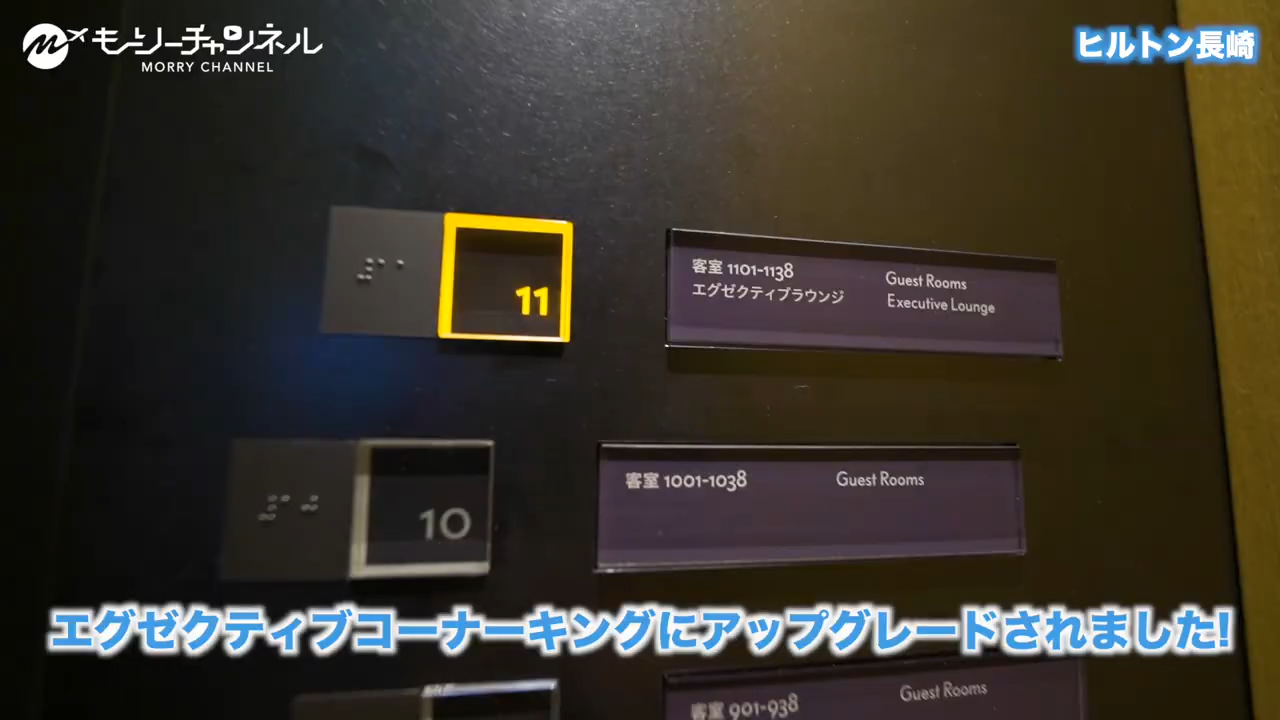 モーリーチャンネル
MORRY CHANNEL
ヒルトン長崎
11
客室 1101-1138
エグゼクティブラウンジ
Guest Rooms
Executive Lounge
10
客室 1001-1038
Guest Rooms
エグゼクティブコーナーキングにアップグレードされました!
客室 901-938
Guest Rooms